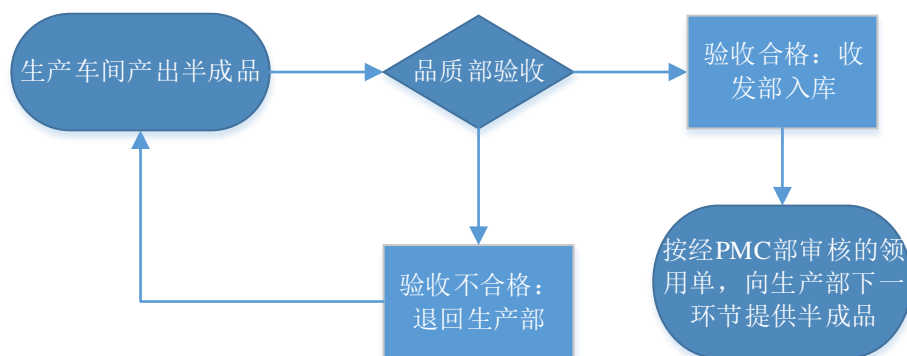 生产车间产出半成品
品质部验收
验收合格：收
发部入库
验收不合格：
退回生产部
按经PMC部审核的领
用单，向生产部下一
环节提供半成品